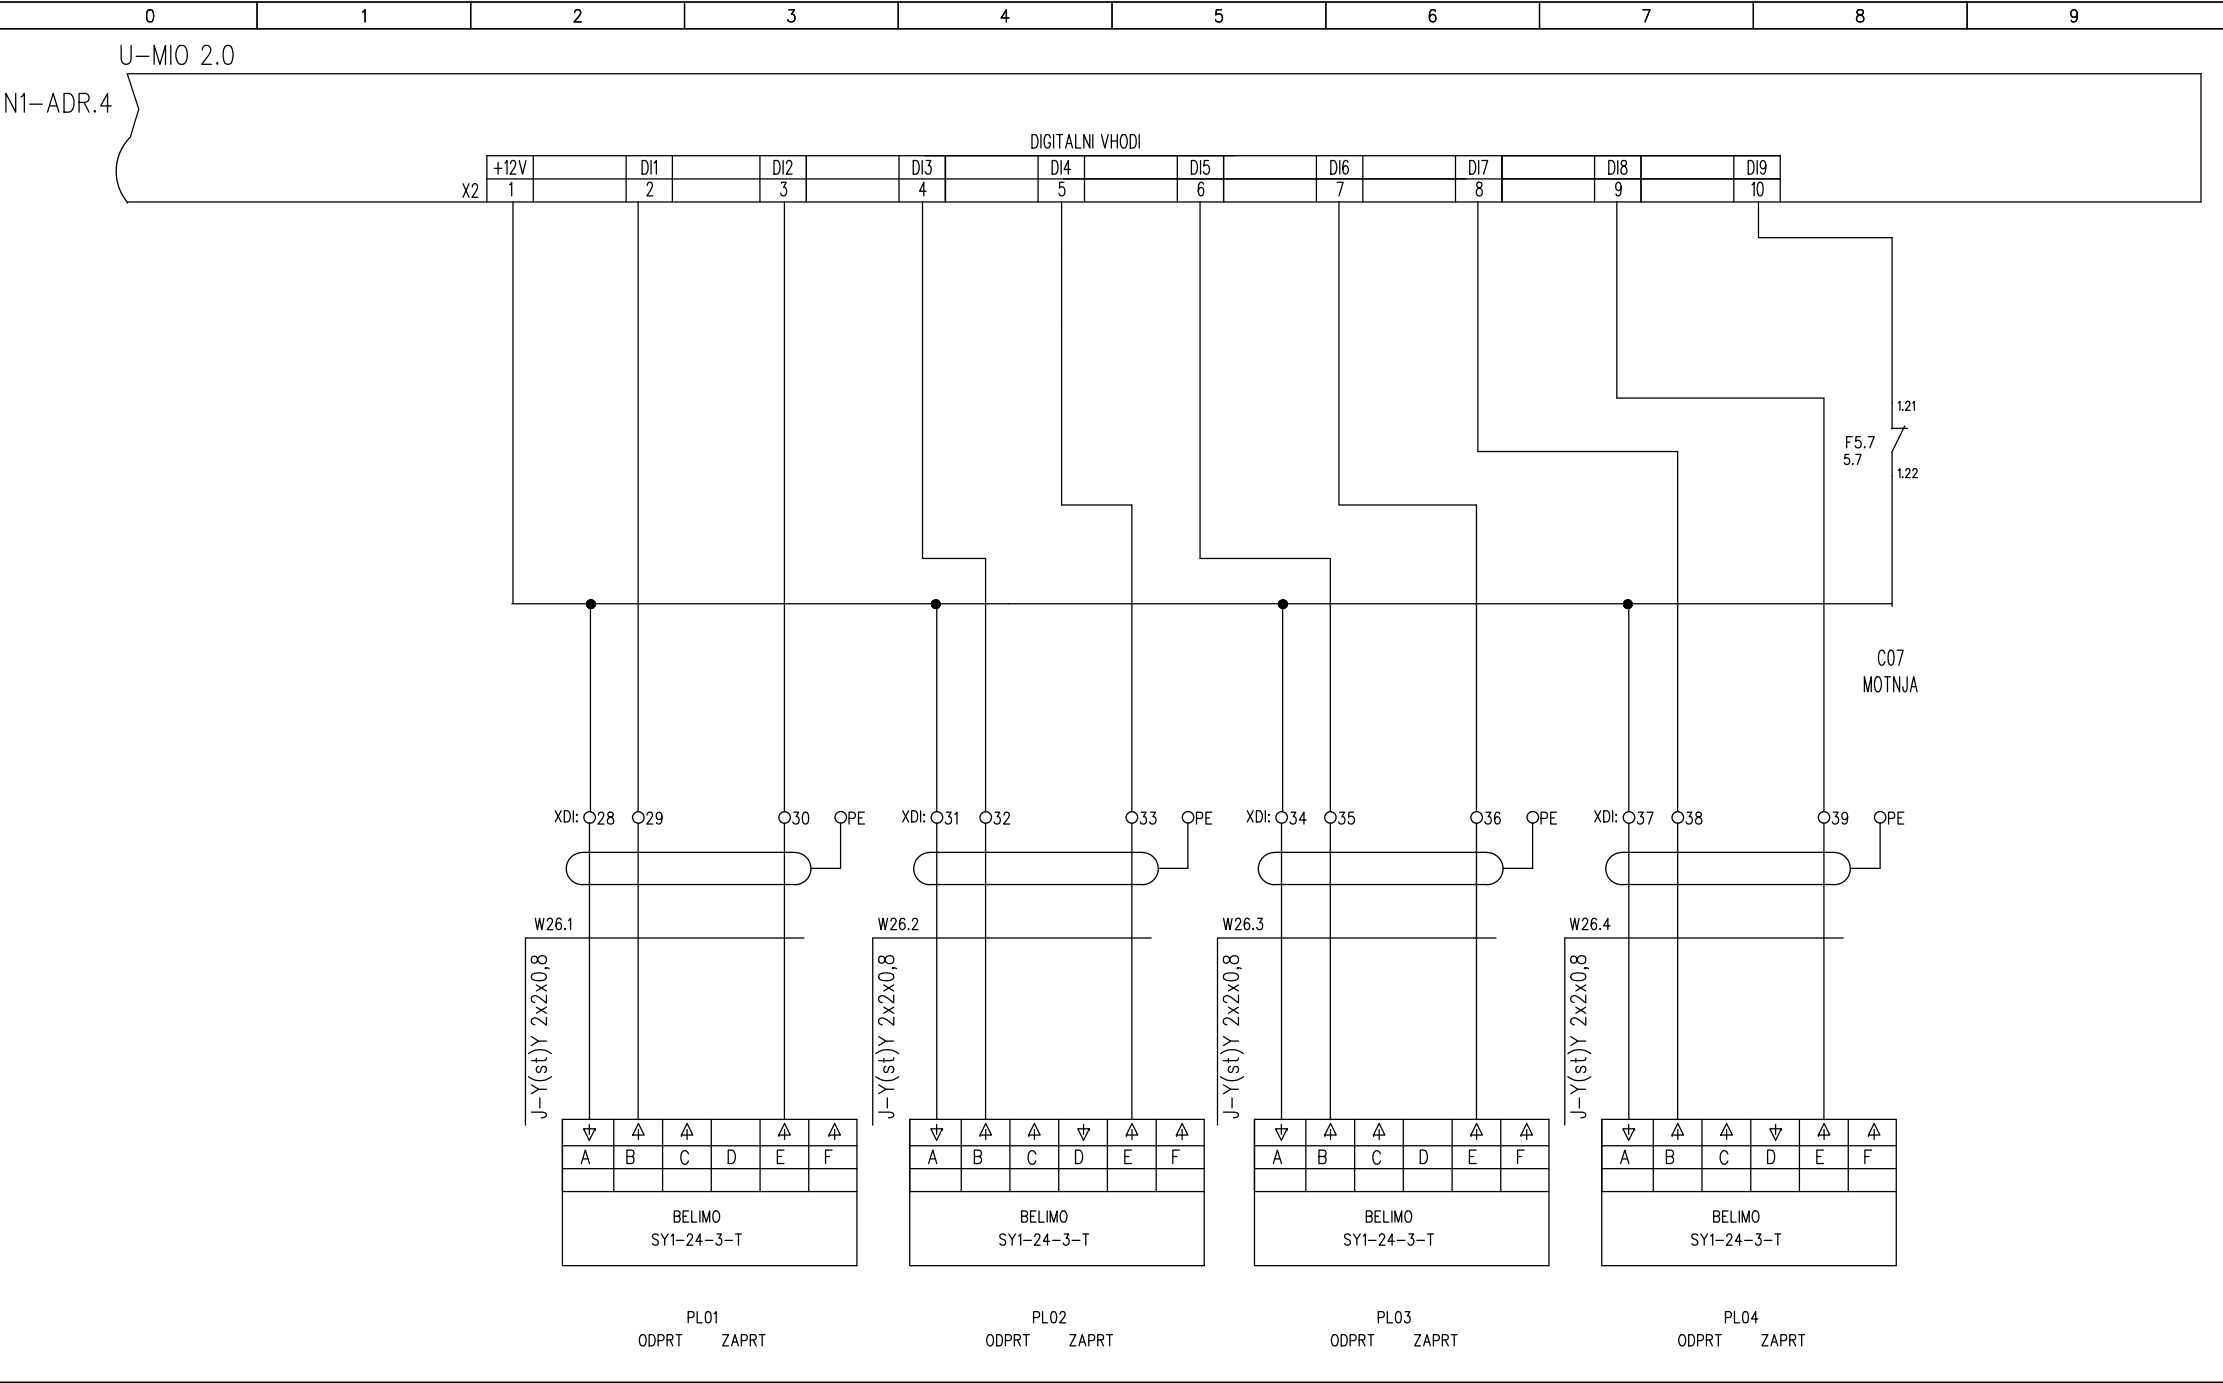 0 1 2 3 4 5 6 7 8 9
U-MIO 2.0
N1-ADR.4
DIGITALNI VHODI
+12V DI1 DI2 DI3 DI4 DI5 DI6 DI7 DI8 DI9
X2 1 2 3 4 5 6 7 8 9 10
1.21
F5.7
5.7
1.22
C07
MOTNJA
XDI: 28 29 30 PE XDI: 31 32 33 PE XDI: 34 35 36 PE XDI: 37 38 39 PE
W26.1 W26.2 W26.3 W26.4
J-Y(st)Y 2x2x0,8 J-Y(st)Y 2x2x0,8 J-Y(st)Y 2x2x0,8 J-Y(st)Y 2x2x0,8
A B C D E F A B C D E F A B C D E F A B C D E F
BELIMO BELIMO BELIMO BELIMO
SY1-24-3-T SY1-24-3-T SY1-24-3-T SY1-24-3-T
PL01 PL02 PL03 PL04
ODPRT ZAPRT ODPRT ZAPRT ODPRT ZAPRT ODPRT ZAPRT